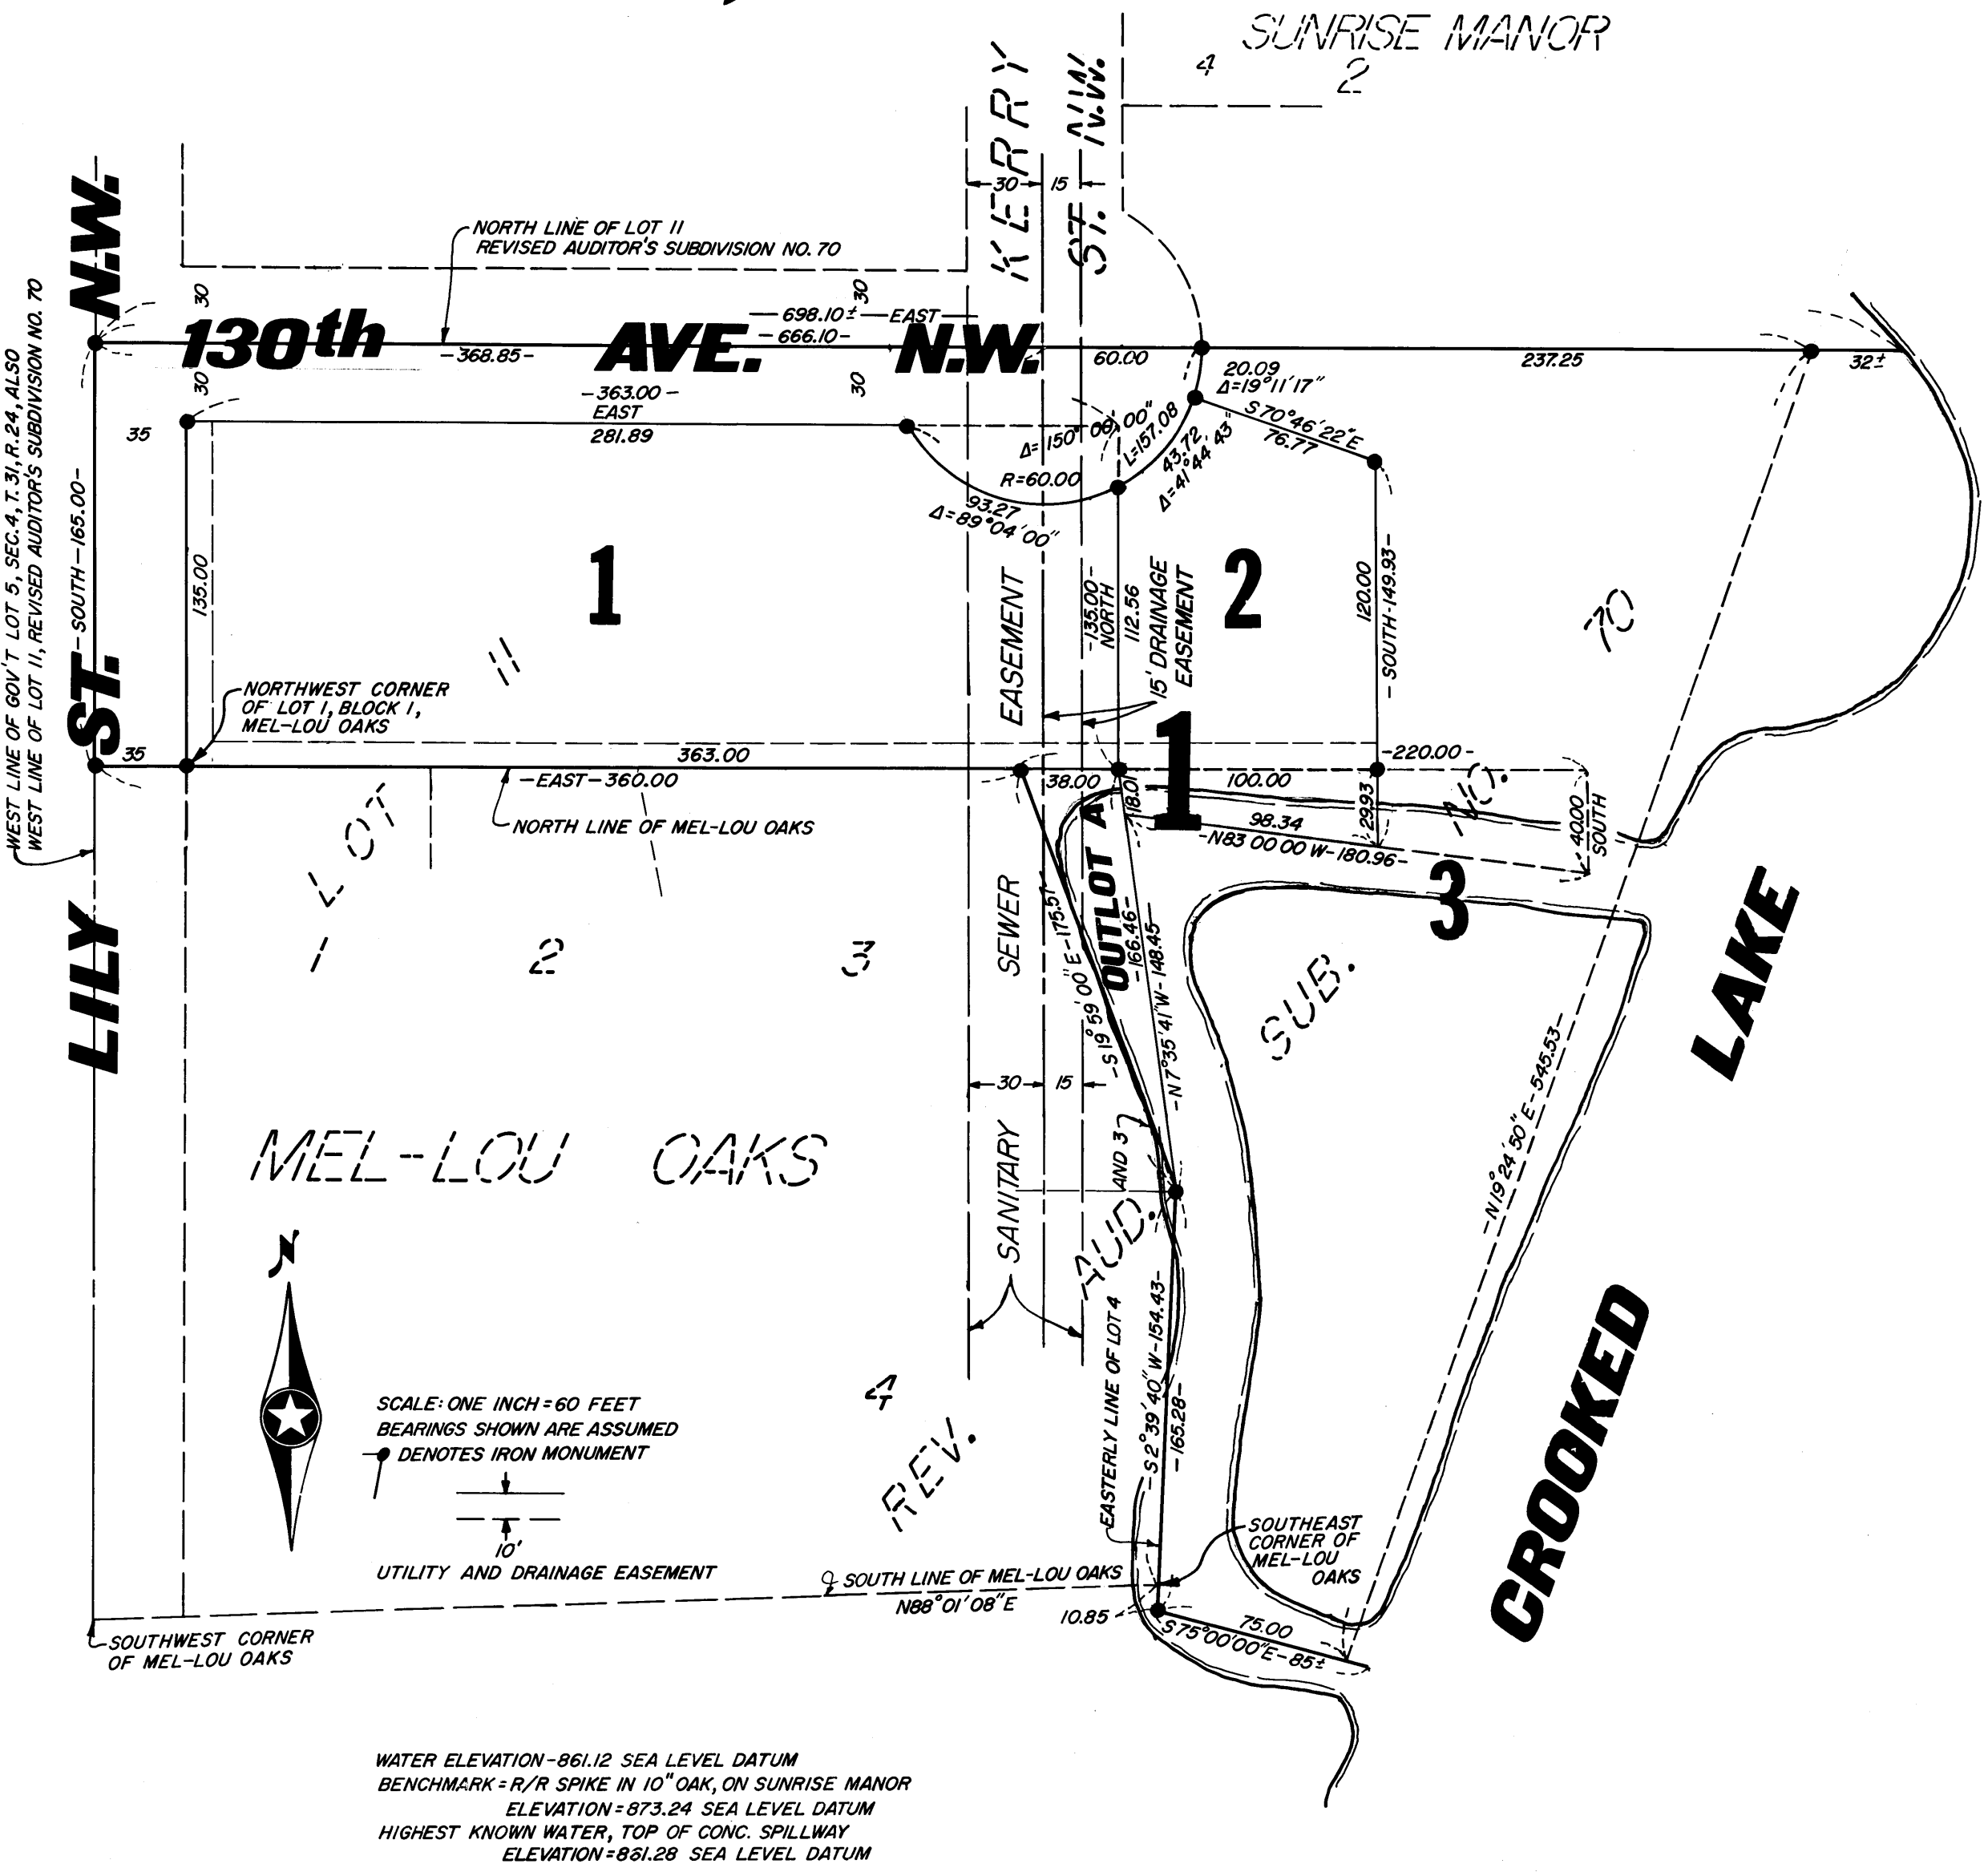 SUNRISE MANOR
4
2
KERRY
ST. N.W.
30
15
NORTH LINE OF LOT 11
REVISED AUDITOR'S SUBDIVISION NO. 70
30
30
698.10± EAST
-666.10-
130th AVE. N.W.
-368.85-
60.00
237.25
32±
30
30
20.09
Δ=19°11'17"
S70°46'22"E
76.77
-363.00-
EAST
281.89
35
Δ=150°00'00"
L=157.08
43.72
Δ=41°44'43"
R=60.00
93.27
Δ=89°04'00"
WEST LINE OF GOV'T LOT 5, SEC.4, T.31, R.24, ALSO
WEST LINE OF LOT 11, REVISED AUDITOR'S SUBDIVISION NO. 70
-SOUTH-165.00-
LILY ST. N.W.
135.00
1
11
EASEMENT
-135.00-
NORTH
112.56
15' DRAINAGE
EASEMENT
2
120.00
-SOUTH-149.93-
70
NORTHWEST CORNER
OF LOT 1, BLOCK 1,
MEL-LOU OAKS
35
363.00
-EAST-360.00
38.00
1
100.00
-220.00-
NORTH LINE OF MEL-LOU OAKS
18.01
29.93
NO.
40.00
SOUTH
98.34
-N83 00 00 W-180.96-
LOT
1
2
3
SEWER
OUTLOT A
-S19°59'00"E-175.57-
-166.46-
-N7°35'41"W-148.45-
3
SUB.
CROOKED LAKE
-N19°24'50"E-545.53-
30
15
MEL-LOU OAKS
SANITARY
AND 3
AUD.
N
EASTERLY LINE OF LOT 4
-S2°39'40"W-154.43-
-165.28-
4
REV.
SCALE: ONE INCH = 60 FEET
BEARINGS SHOWN ARE ASSUMED
DENOTES IRON MONUMENT
10'
UTILITY AND DRAINAGE EASEMENT
SOUTHEAST
CORNER OF
MEL-LOU
OAKS
SOUTH LINE OF MEL-LOU OAKS
N88°01'08"E
10.85
75.00
S75°00'00"E-85±
SOUTHWEST CORNER
OF MEL-LOU OAKS
WATER ELEVATION-861.12 SEA LEVEL DATUM
BENCHMARK = R/R SPIKE IN 10" OAK, ON SUNRISE MANOR
ELEVATION = 873.24 SEA LEVEL DATUM
HIGHEST KNOWN WATER, TOP OF CONC. SPILLWAY
ELEVATION = 861.28 SEA LEVEL DATUM